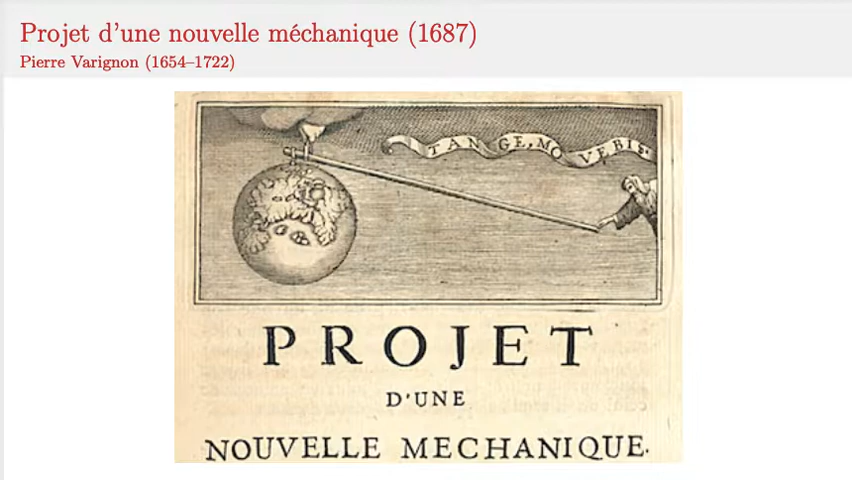 Projet d'une nouvelle méchanique (1687)
Pierre Varignon (1654–1722)
TANGE, MOVEBIS
PROJET
D'UNE
NOUVELLE MECHANIQUE.